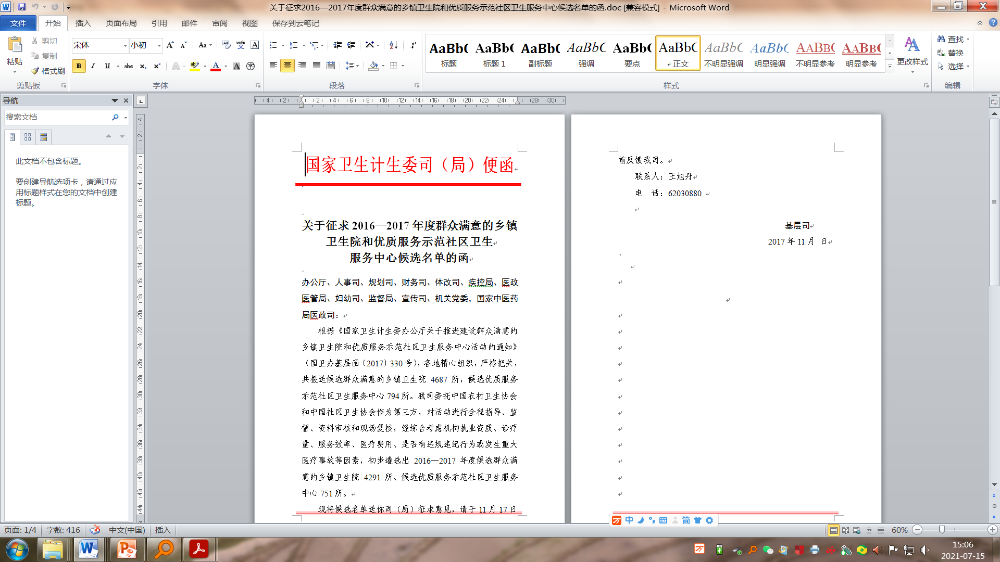 关于征求2016—2017年度群众满意的乡镇卫生院和优质服务示范社区卫生服务中心候选名单的函.doc [兼容模式] - Microsoft Word
文件 开始 插入 页面布局 引用 邮件 审阅 视图 保存到云笔记
粘贴
剪切
复制
格式刷
剪贴板
宋体 小初
字体
段落
AaBbC 标题
AaBbC 标题 1
AaBbC 副标题
AaBbC 强调
AaBbC 要点
AaBbC 正文
AaBbC 不明显强调
AaBbC 明显强调
AaBbC 不明显参考
AaBbC 明显参考
更改样式
样式
查找
替换
选择
编辑
导航
搜索文档
此文档不包含标题。
要创建导航选项卡，请通过应
用标题样式在您的文档中创建
标题。
国家卫生计生委司（局）便函
关于征求 2016—2017 年度群众满意的乡镇
卫生院和优质服务示范社区卫生
服务中心候选名单的函
办公厅、人事司、规划司、财务司、体改司、疾控局、医政
医管局、妇幼司、监督局、宣传司、机关党委，国家中医药
局医政司：
根据《国家卫生计生委办公厅关于推进建设群众满意的
乡镇卫生院和优质服务示范社区卫生服务中心活动的通知》
（国卫办基层函〔2017〕330 号），各地精心组织，严格把关，
共报送候选群众满意的乡镇卫生院 4687 所，候选优质服务
示范社区卫生服务中心 794 所。我司委托中国农村卫生协会
和中国社区卫生协会作为第三方，对活动进行全程指导、监
督、资料审核和现场复核，经综合考虑机构执业资质、诊疗
量、服务效率、医疗费用、是否有违规违纪行为或发生重大
医疗事故等因素，初步遴选出 2016—2017 年度候选群众满
意的乡镇卫生院 4291 所、候选优质服务示范社区卫生服务
中心 751 所。
现将候选名单送你司（局）征求意见，请于 11 月 17 日
前反馈我司。
联系人：王旭丹
电　话：62030880
基层司
2017 年 11 月 日
中 简
页面: 1/4 字数: 416 中文(中国) 插入
60%
15:06
2021-07-15